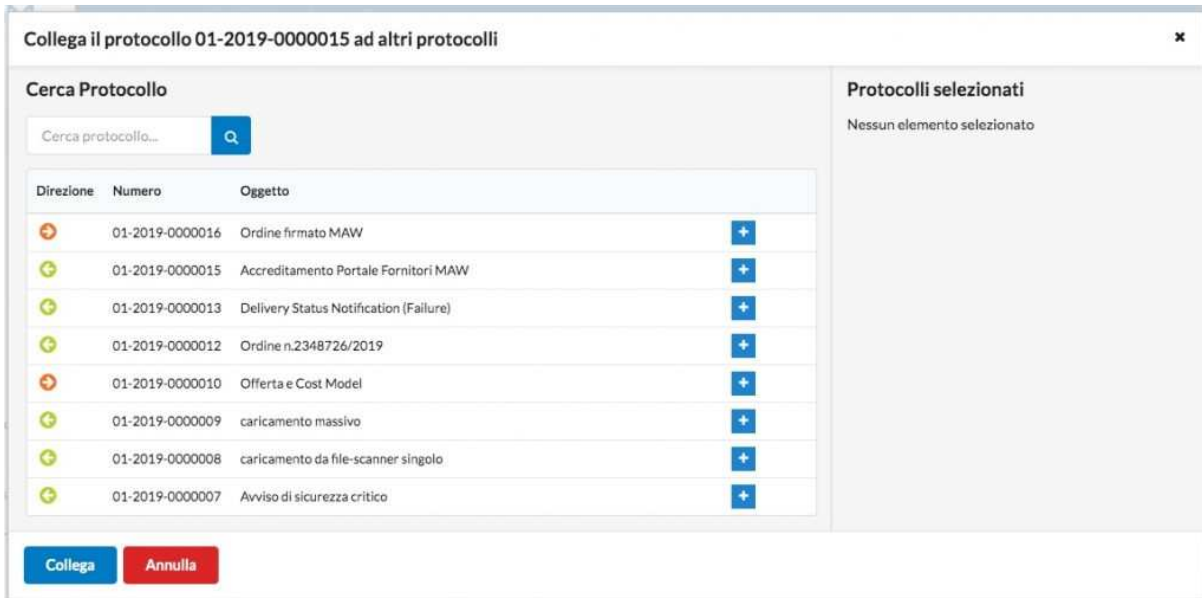 Collega il protocollo 01-2019-0000015 ad altri protocolli
Cerca Protocollo
Cerca protocollo...
Direzione Numero Oggetto
01-2019-0000016 Ordine firmato MAW
01-2019-0000015 Accreditamento Portale Fornitori MAW
01-2019-0000013 Delivery Status Notification (Failure)
01-2019-0000012 Ordine n.2348726/2019
01-2019-0000010 Offerta e Cost Model
01-2019-0000009 caricamento massivo
01-2019-0000008 caricamento da file-scanner singolo
01-2019-0000007 Avviso di sicurezza critico
Protocolli selezionati
Nessun elemento selezionato
Collega Annulla